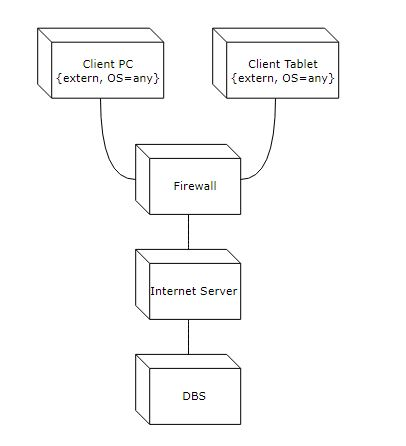 Client PC
{extern, OS=any}
Client Tablet
{extern, OS=any}
Firewall
Internet Server
DBS